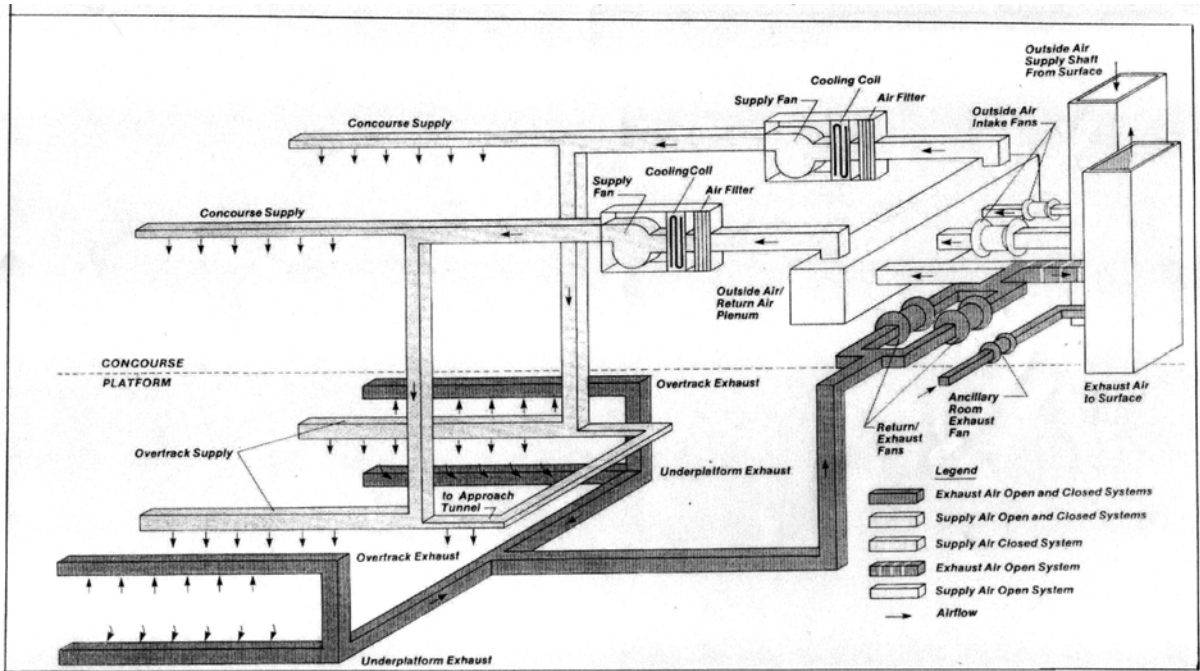 Outside Air
Supply Shaft
From Surface
Cooling Coil
Supply Fan
Air Filter
Outside Air
Intake Fans
Concourse Supply
Cooling Coil
Supply
Fan
Air Filter
Concourse Supply
Outside Air/
Return Air
Plenum
CONCOURSE
PLATFORM
Overtrack Exhaust
Exhaust Air
to Surface
Ancillary
Room
Exhaust
Fan
Return/
Exhaust
Fans
Overtrack Supply
Underplatform Exhaust
to Approach
Tunnel
Overtrack Exhaust
Underplatform Exhaust
Legend
Exhaust Air Open and Closed Systems
Supply Air Open and Closed Systems
Supply Air Closed System
Exhaust Air Open System
Supply Air Open System
Airflow